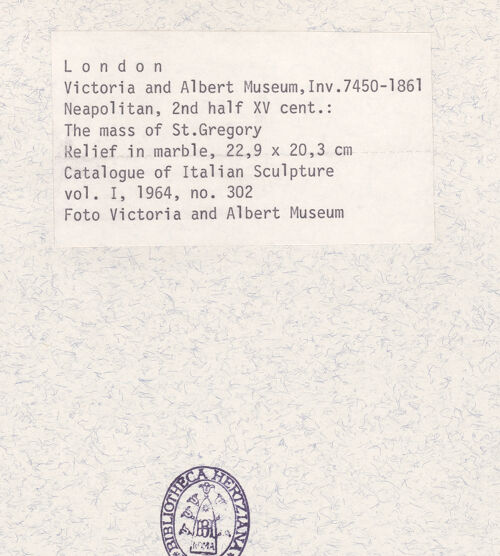 L o n d o n
Victoria and Albert Museum,Inv.7450-1861
Neapolitan, 2nd half XV cent.:
The mass of St.Gregory
Relief in marble, 22,9 x 20,3 cm
Catalogue of Italian Sculpture
vol. I, 1964, no. 302
Foto Victoria and Albert Museum
BIBLIOTHECA HERTZIANA
BH
ROMA